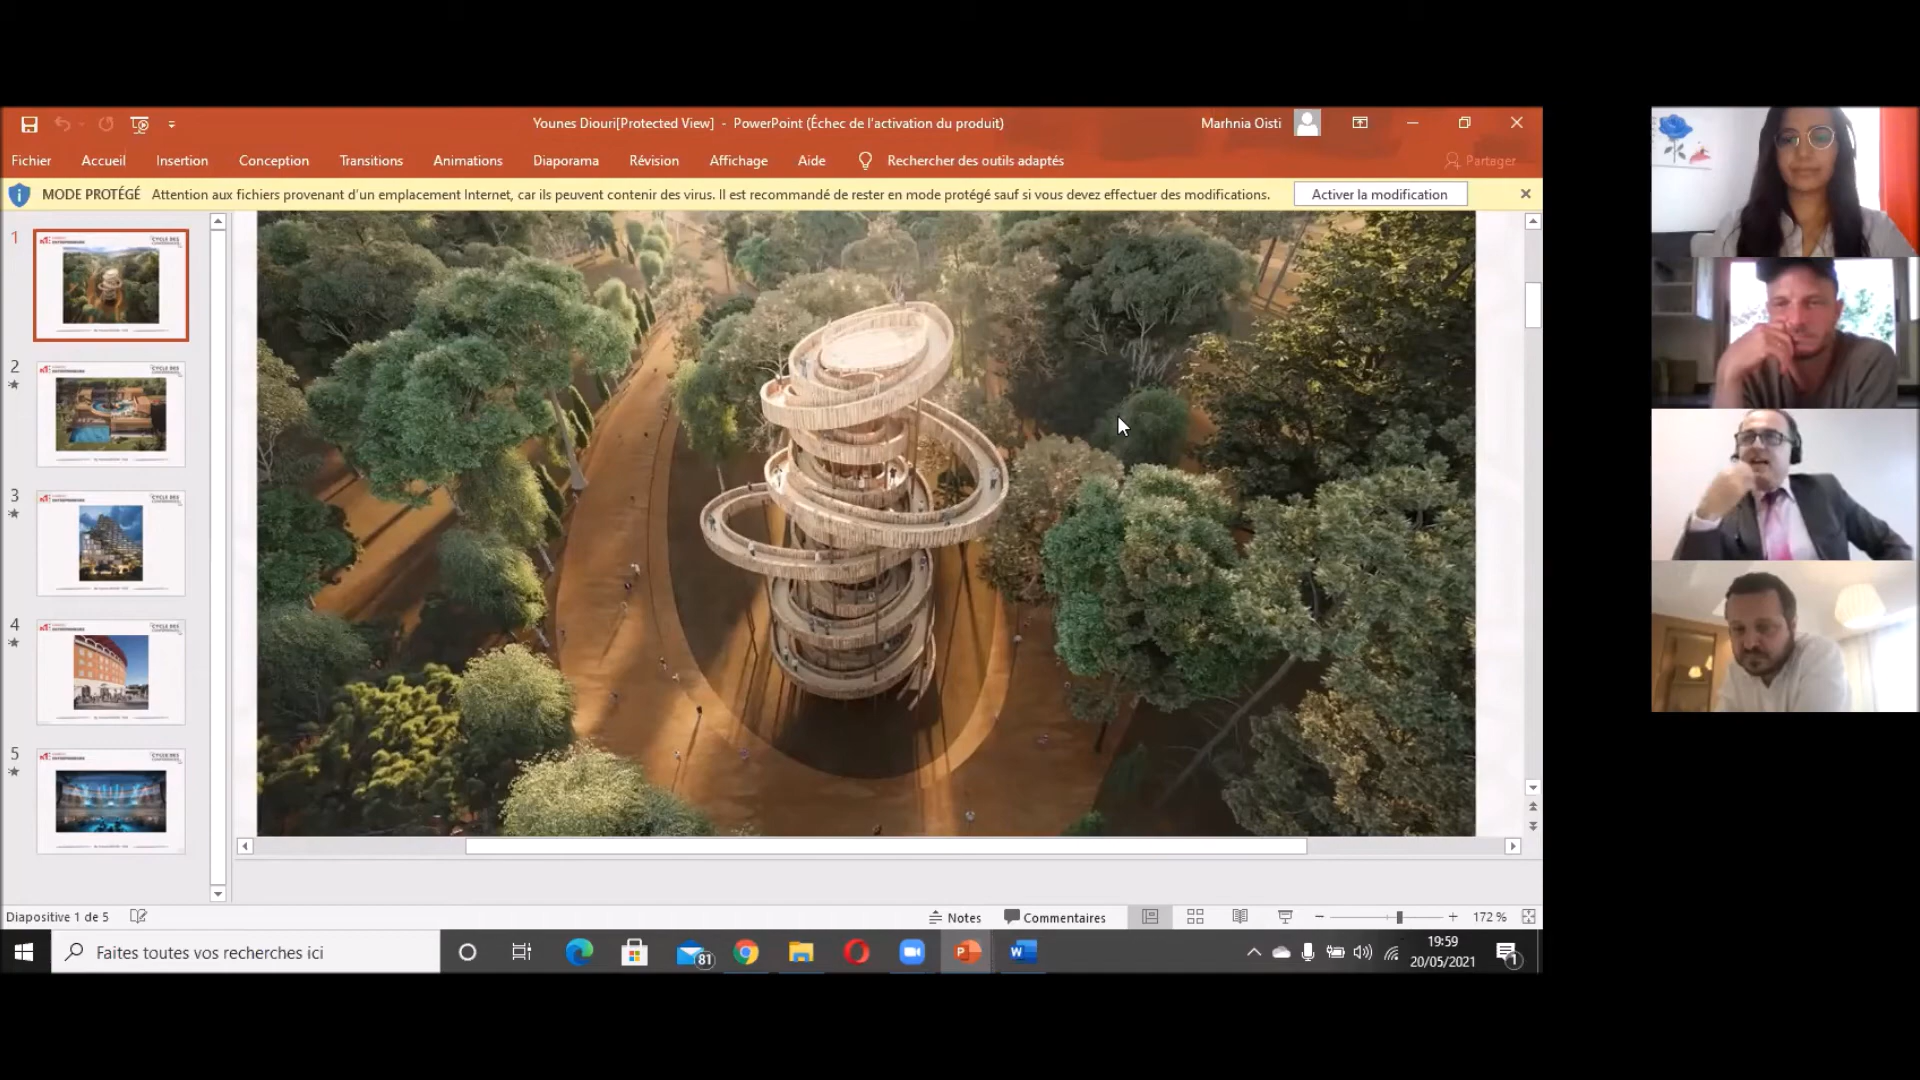 Younes Diouri[Protected View] - PowerPoint (Échec de l'activation du produit)
Marhnia Oisti
Fichier Accueil Insertion Conception Transitions Animations Diaporama Révision Affichage Aide Rechercher des outils adaptés Partager
MODE PROTÉGÉ Attention aux fichiers provenant d'un emplacement Internet, car ils peuvent contenir des virus. Il est recommandé de rester en mode protégé sauf si vous devez effectuer des modifications. Activer la modification
1
2
3
4
5
Diapositive 1 de 5
Notes Commentaires 172 %
Faites toutes vos recherches ici
81
19:59
20/05/2021
1